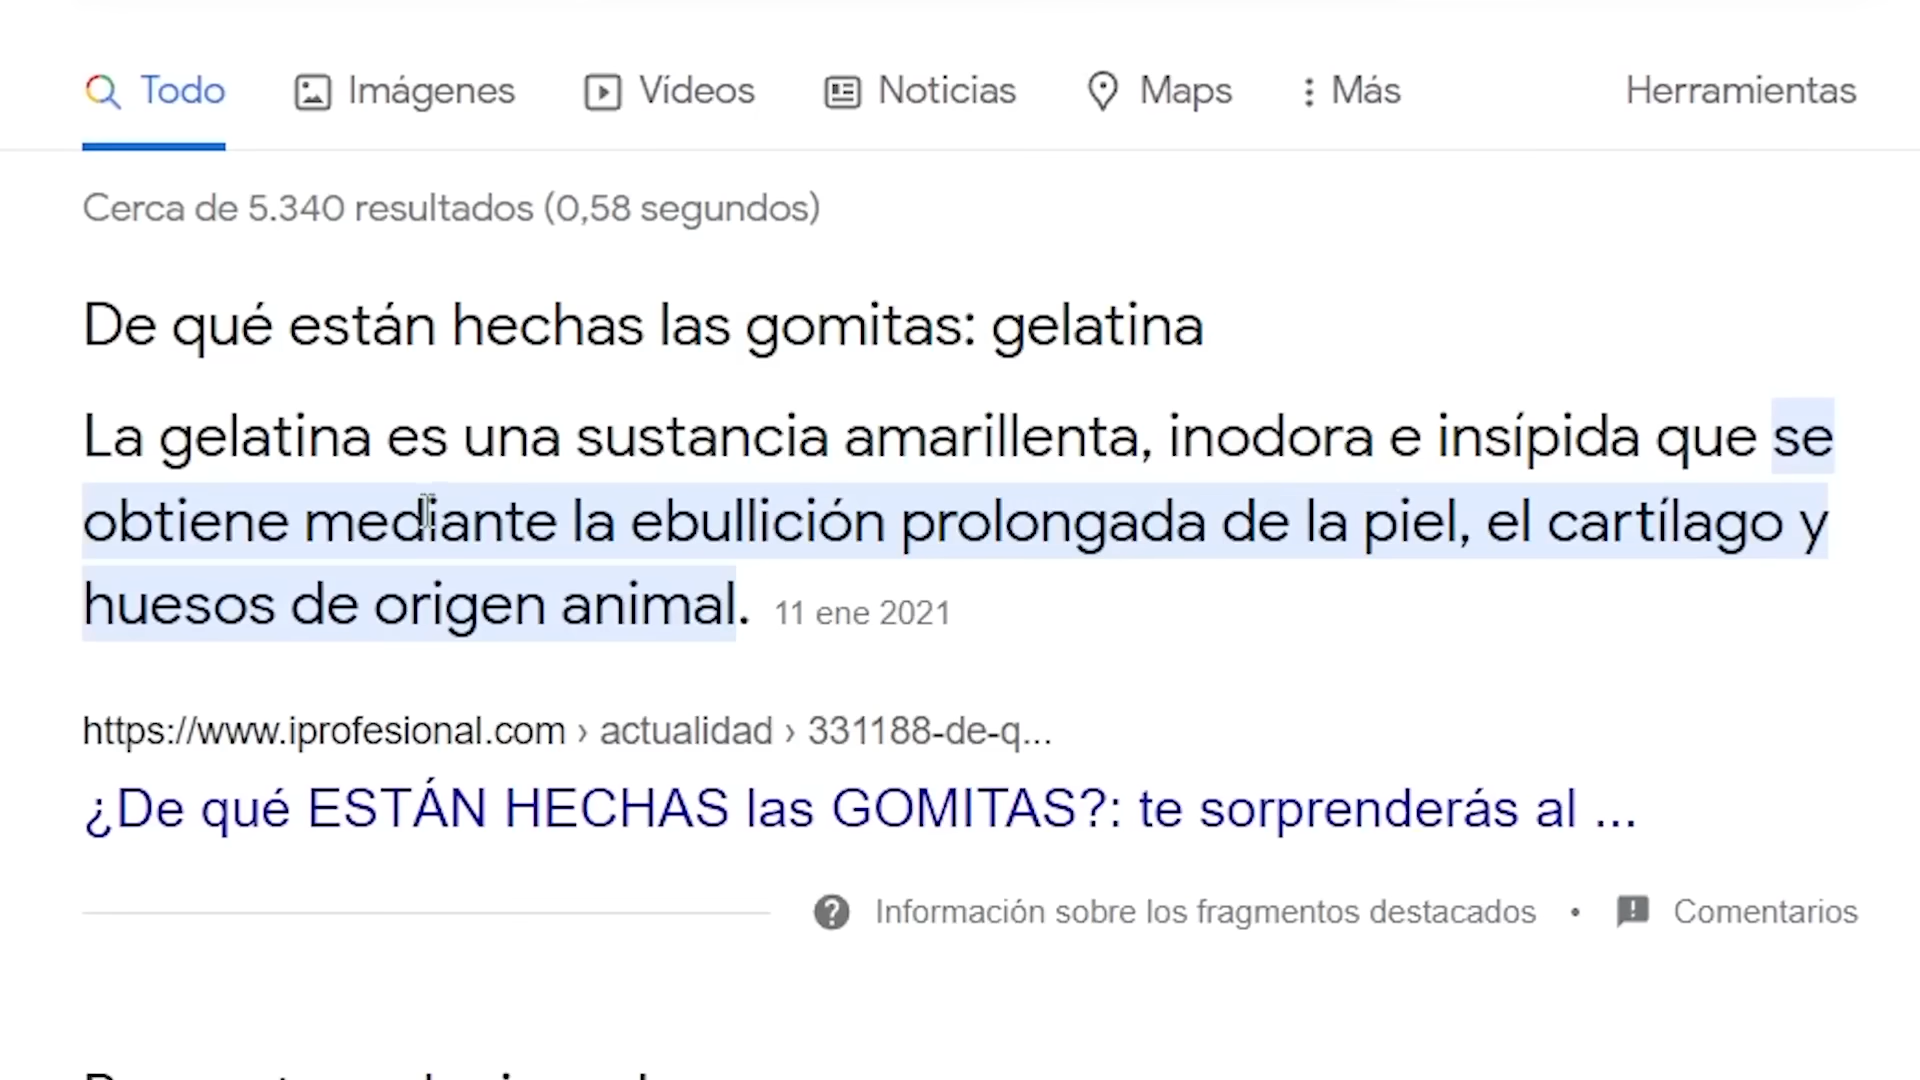 Todo Imágenes Vídeos Noticias Maps Más Herramientas
Cerca de 5.340 resultados (0,58 segundos)
De qué están hechas las gomitas: gelatina
La gelatina es una sustancia amarillenta, inodora e insípida que se
obtiene mediante la ebullición prolongada de la piel, el cartílago y
huesos de origen animal. 11 ene 2021
https://www.iprofesional.com › actualidad › 331188-de-q...
¿De qué ESTÁN HECHAS las GOMITAS?: te sorprenderás al ...
Información sobre los fragmentos destacados • Comentarios